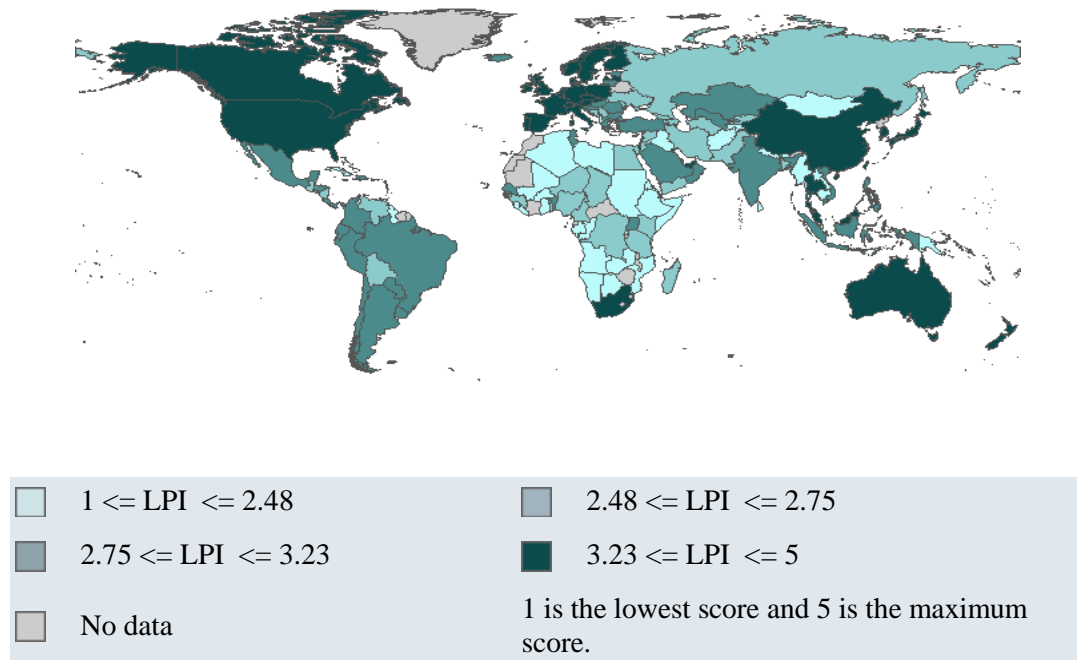 1 <= LPI <= 2.48
2.48 <= LPI <= 2.75
2.75 <= LPI <= 3.23
3.23 <= LPI <= 5
No data
1 is the lowest score and 5 is the maximum
score.